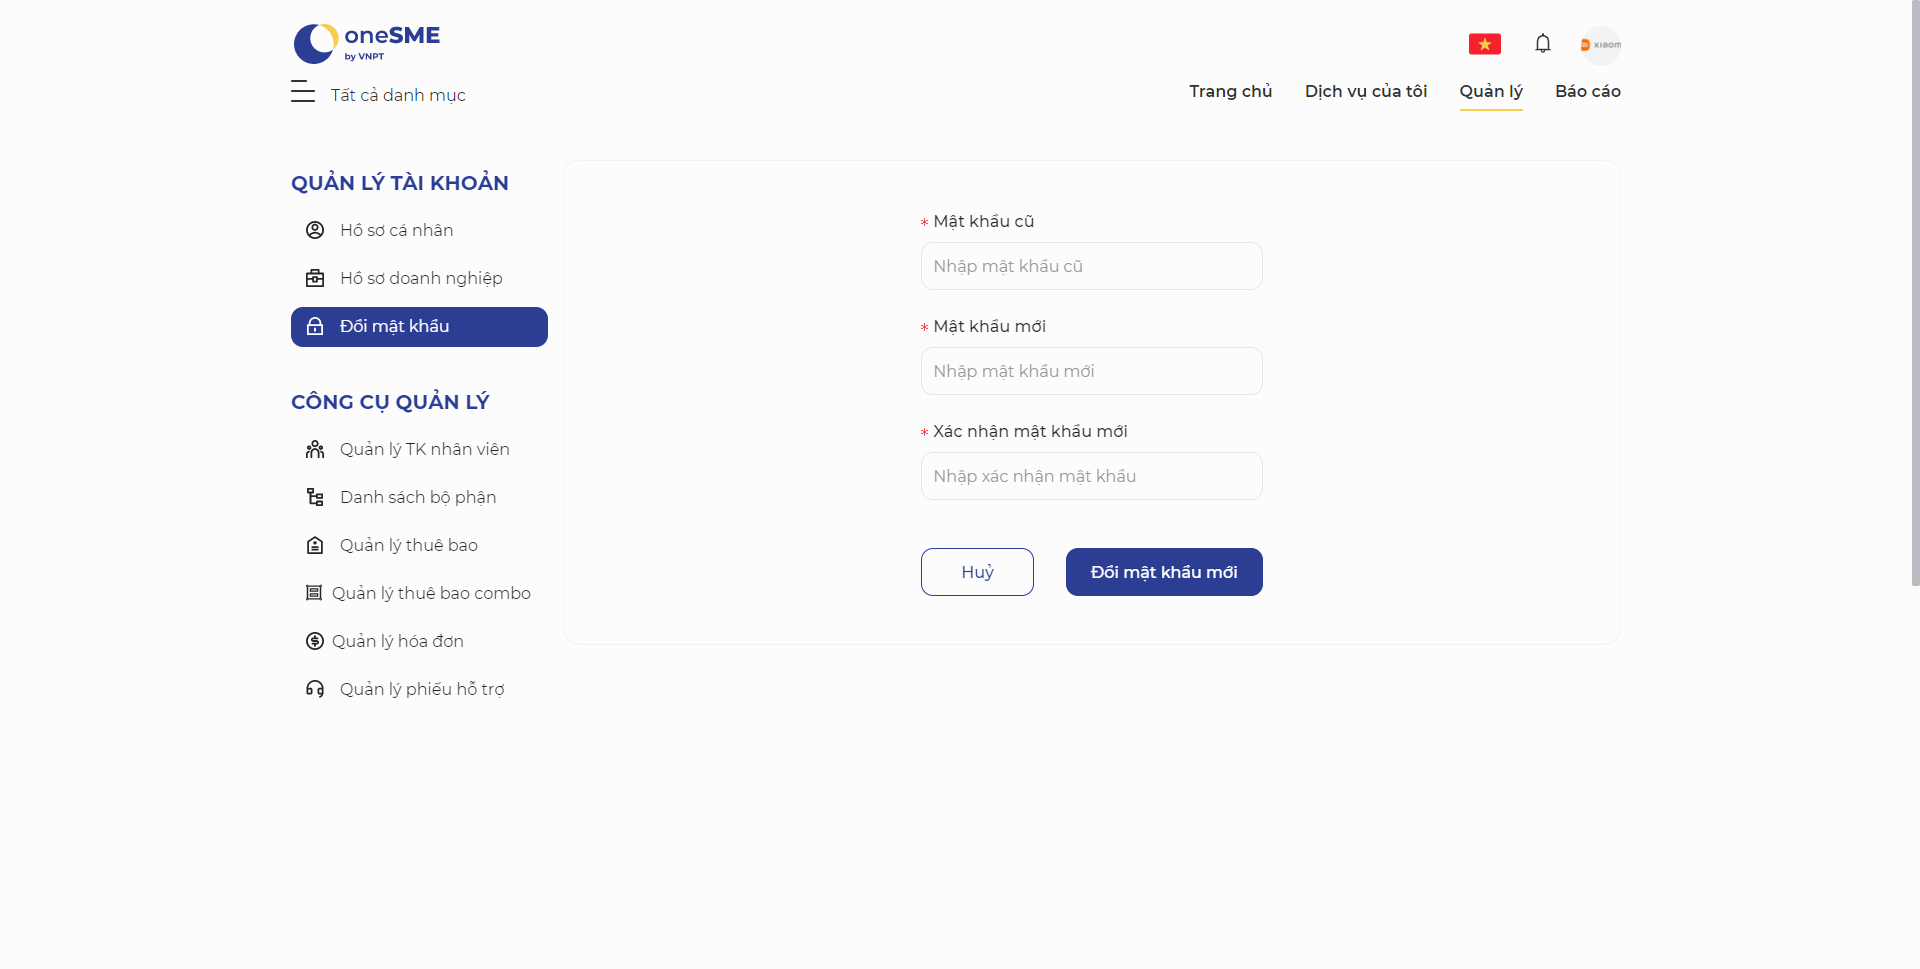 oneSME
by VNPT
xiaom
Tất cả danh mục
Trang chủ
Dịch vụ của tôi
Quản lý
Báo cáo
QUẢN LÝ TÀI KHOẢN
Hồ sơ cá nhân
Hồ sơ doanh nghiệp
Đổi mật khẩu
CÔNG CỤ QUẢN LÝ
Quản lý TK nhân viên
Danh sách bộ phận
Quản lý thuê bao
Quản lý thuê bao combo
Quản lý hóa đơn
Quản lý phiếu hỗ trợ
* Mật khẩu cũ
Nhập mật khẩu cũ
* Mật khẩu mới
Nhập mật khẩu mới
* Xác nhận mật khẩu mới
Nhập xác nhận mật khẩu
Huỷ
Đổi mật khẩu mới